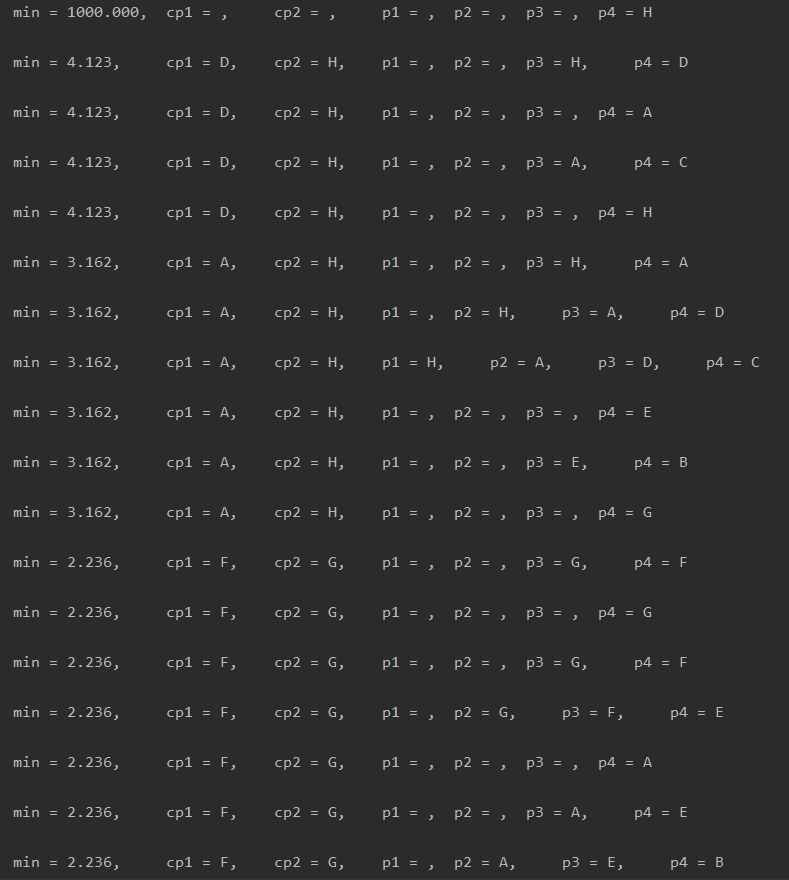 min = 1000.000,  cp1 = ,     cp2 = ,     p1 = ,  p2 = ,  p3 = ,  p4 = H
min = 4.123,     cp1 = D,    cp2 = H,    p1 = ,  p2 = ,  p3 = H,     p4 = D
min = 4.123,     cp1 = D,    cp2 = H,    p1 = ,  p2 = ,  p3 = ,  p4 = A
min = 4.123,     cp1 = D,    cp2 = H,    p1 = ,  p2 = ,  p3 = A,     p4 = C
min = 4.123,     cp1 = D,    cp2 = H,    p1 = ,  p2 = ,  p3 = ,  p4 = H
min = 3.162,     cp1 = A,    cp2 = H,    p1 = ,  p2 = ,  p3 = H,     p4 = A
min = 3.162,     cp1 = A,    cp2 = H,    p1 = ,  p2 = H,     p3 = A,     p4 = D
min = 3.162,     cp1 = A,    cp2 = H,    p1 = H,     p2 = A,     p3 = D,     p4 = C
min = 3.162,     cp1 = A,    cp2 = H,    p1 = ,  p2 = ,  p3 = ,  p4 = E
min = 3.162,     cp1 = A,    cp2 = H,    p1 = ,  p2 = ,  p3 = E,     p4 = B
min = 3.162,     cp1 = A,    cp2 = H,    p1 = ,  p2 = ,  p3 = ,  p4 = G
min = 2.236,     cp1 = F,    cp2 = G,    p1 = ,  p2 = ,  p3 = G,     p4 = F
min = 2.236,     cp1 = F,    cp2 = G,    p1 = ,  p2 = ,  p3 = ,  p4 = G
min = 2.236,     cp1 = F,    cp2 = G,    p1 = ,  p2 = ,  p3 = G,     p4 = F
min = 2.236,     cp1 = F,    cp2 = G,    p1 = ,  p2 = G,     p3 = F,     p4 = E
min = 2.236,     cp1 = F,    cp2 = G,    p1 = ,  p2 = ,  p3 = ,  p4 = A
min = 2.236,     cp1 = F,    cp2 = G,    p1 = ,  p2 = ,  p3 = A,     p4 = E
min = 2.236,     cp1 = F,    cp2 = G,    p1 = ,  p2 = A,     p3 = E,     p4 = B